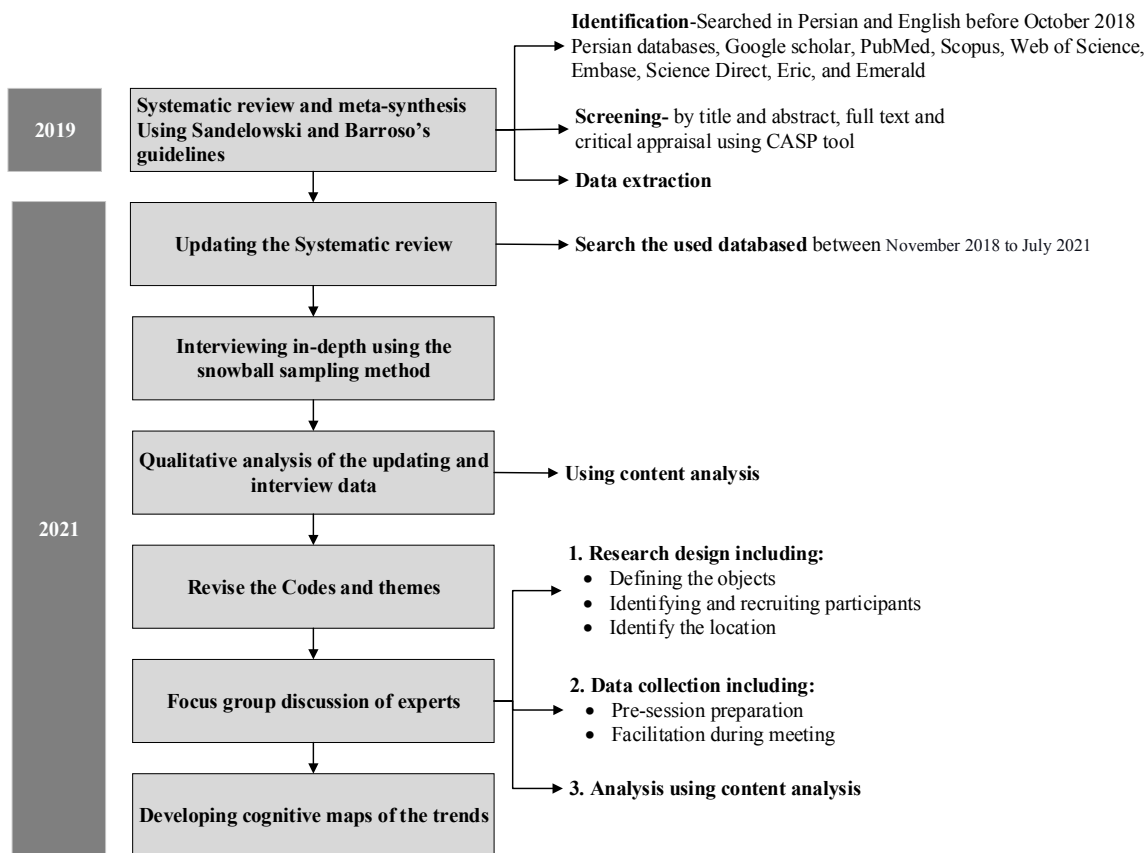 Identification-Searched in Persian and English before October 2018
Persian databases, Google scholar, PubMed, Scopus, Web of Science,
Embase, Science Direct, Eric, and Emerald
2019
Systematic review and meta-synthesis
Using Sandelowski and Barroso's
guidelines
Screening- by title and abstract, full text and
critical appraisal using CASP tool
Data extraction
2021
Updating the Systematic review
Search the used databased between November 2018 to July 2021
Interviewing in-depth using the
snowball sampling method
Qualitative analysis of the updating and
interview data
Using content analysis
Revise the Codes and themes
1. Research design including:
• Defining the objects
• Identifying and recruiting participants
• Identify the location
Focus group discussion of experts
2. Data collection including:
• Pre-session preparation
• Facilitation during meeting
3. Analysis using content analysis
Developing cognitive maps of the trends